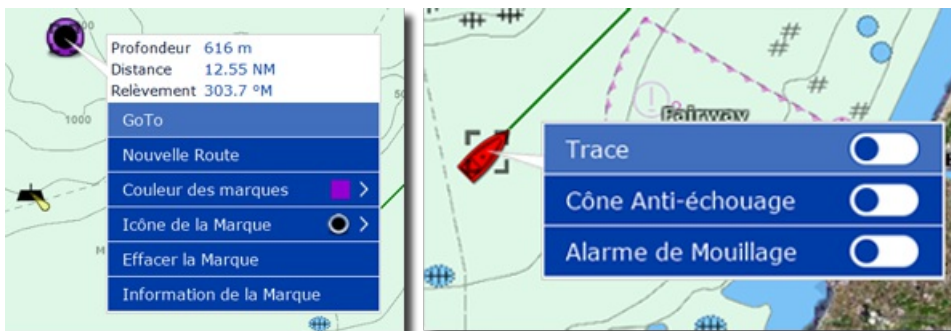 Profondeur 616 m
Distance 12.55 NM
Relèvement 303.7 °M
GoTo
Nouvelle Route
Couleur des marques
Icône de la Marque
Effacer la Marque
Information de la Marque
1000
1000
M
Fairway
Trace
Cône Anti-échouage
Alarme de Mouillage